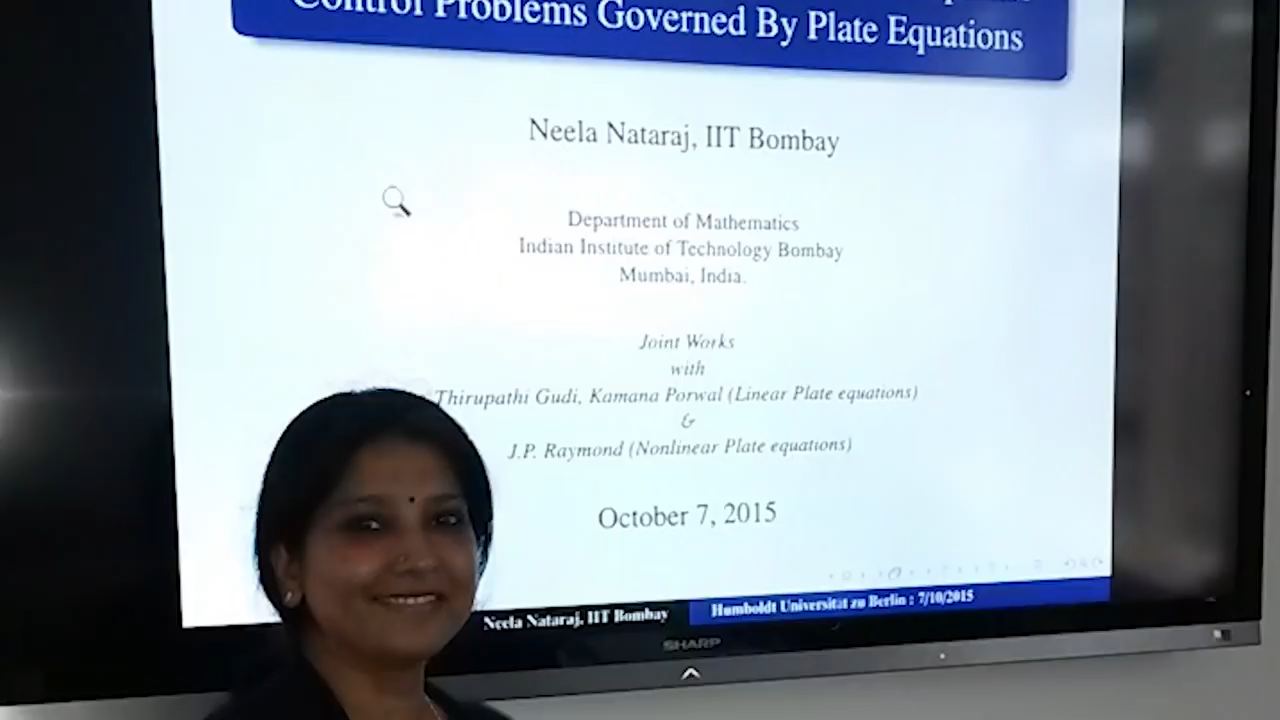 Control Problems Governed By Plate Equations
Neela Nataraj, IIT Bombay
Department of Mathematics
Indian Institute of Technology Bombay
Mumbai, India.
Joint Works
with
Thirupathi Gudi, Kamana Porwal (Linear Plate equations)
&
J.P. Raymond (Nonlinear Plate equations)
October 7, 2015
Neela Nataraj, IIT Bombay
Humboldt Universität zu Berlin : 7/10/2015
SHARP